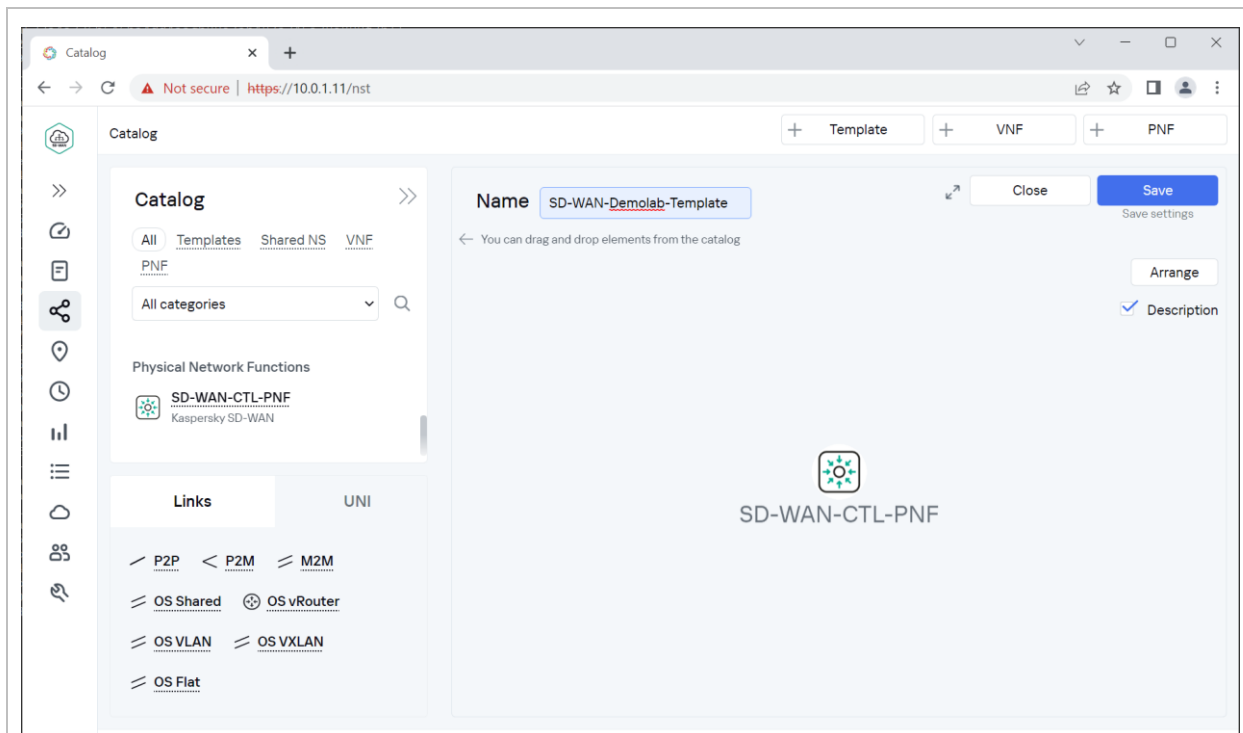 Catalog
Not secure | https://10.0.1.11/nst
SD-WAN
Catalog
Template
VNF
PNF
Catalog
All Templates Shared NS VNF
PNF
All categories
Physical Network Functions
SD-WAN-CTL-PNF
Kaspersky SD-WAN
Links
UNI
P2P P2M M2M
OS Shared OS vRouter
OS VLAN OS VXLAN
OS Flat
Name SD-WAN-Demolab-Template
Close
Save
Save settings
You can drag and drop elements from the catalog
Arrange
Description
SD-WAN-CTL-PNF